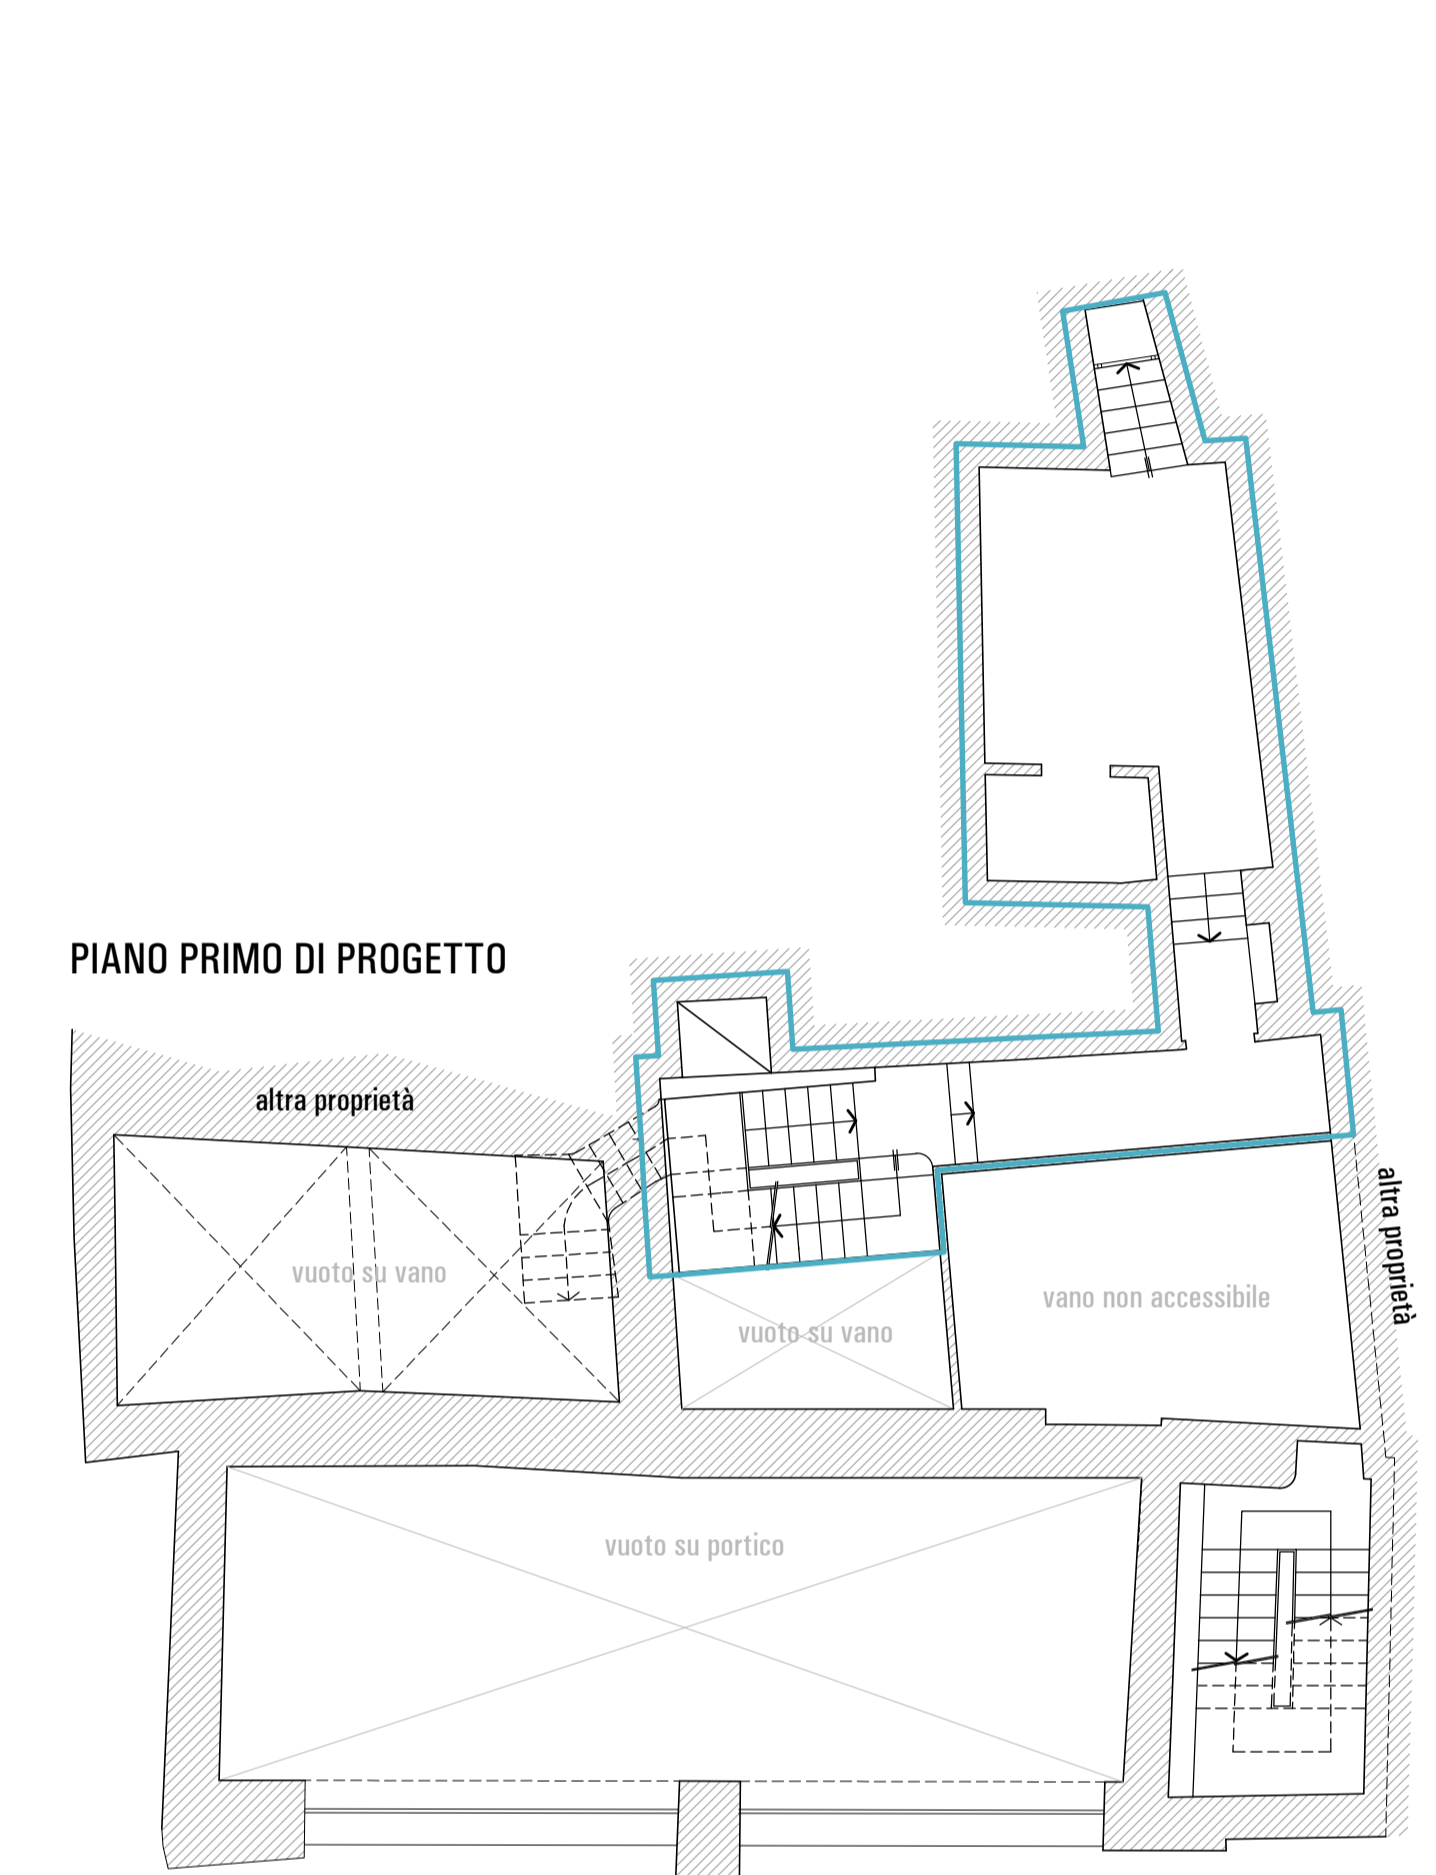 PIANO PRIMO DI PROGETTO
altra proprietà
altra proprietà
vuoto su vano
vano non accessibile
vuoto su vano
vuoto su portico